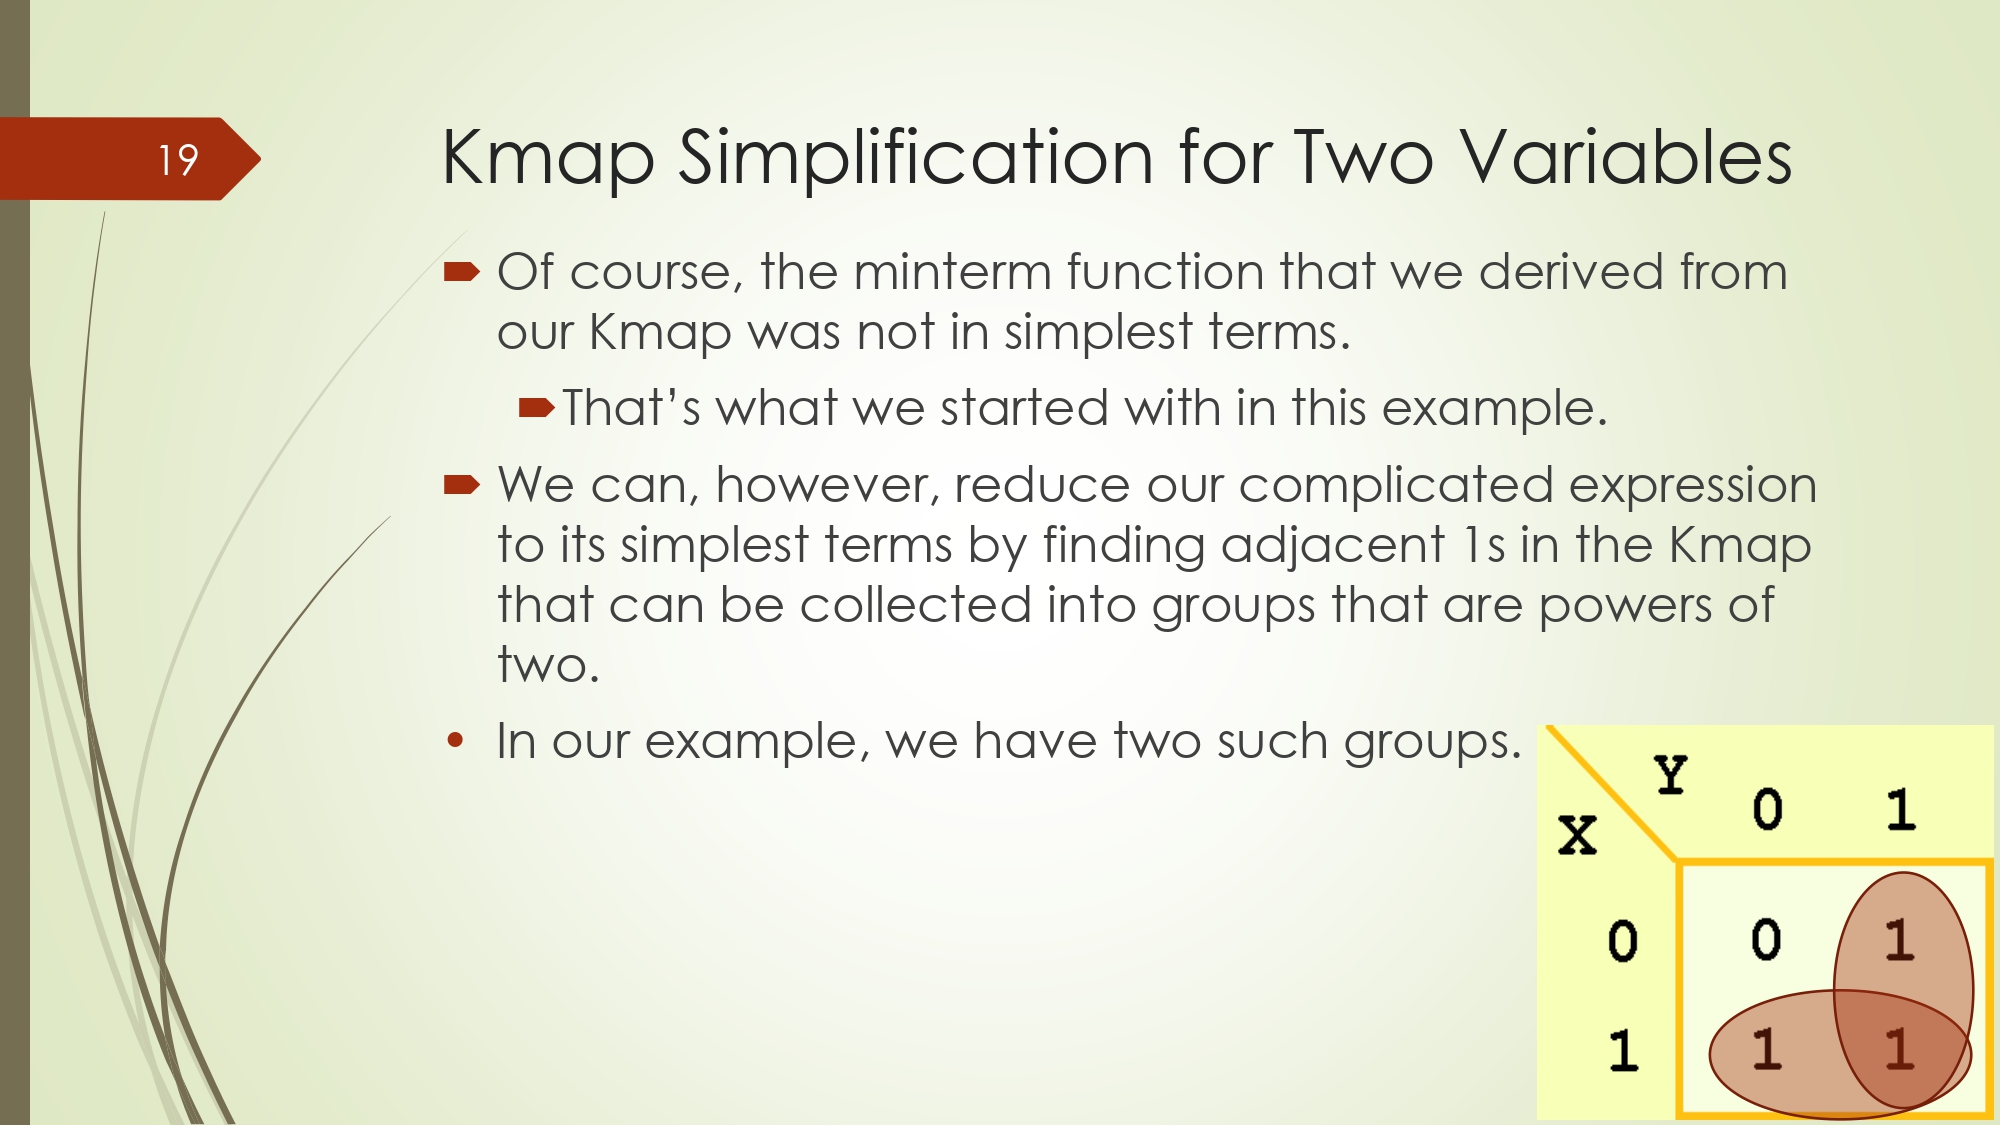 19
Kmap Simplification for Two Variables
Of course, the minterm function that we derived from
our Kmap was not in simplest terms.
That’s what we started with in this example.
We can, however, reduce our complicated expression
to its simplest terms by finding adjacent 1s in the Kmap
that can be collected into groups that are powers of
two.
• In our example, we have two such groups.
Y
X
0 1
0 0 1
1 1 1